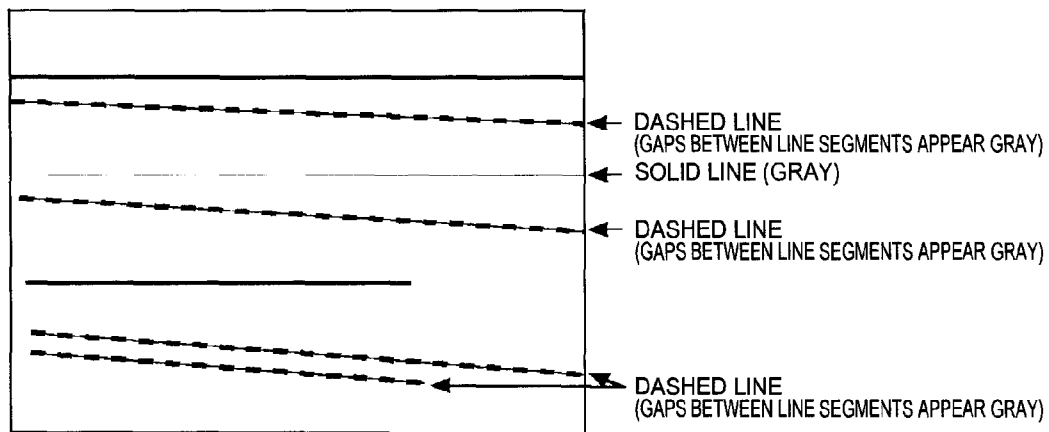 DASHED LINE
(GAPS BETWEEN LINE SEGMENTS APPEAR GRAY)
SOLID LINE (GRAY)
DASHED LINE
(GAPS BETWEEN LINE SEGMENTS APPEAR GRAY)
DASHED LINE
(GAPS BETWEEN LINE SEGMENTS APPEAR GRAY)